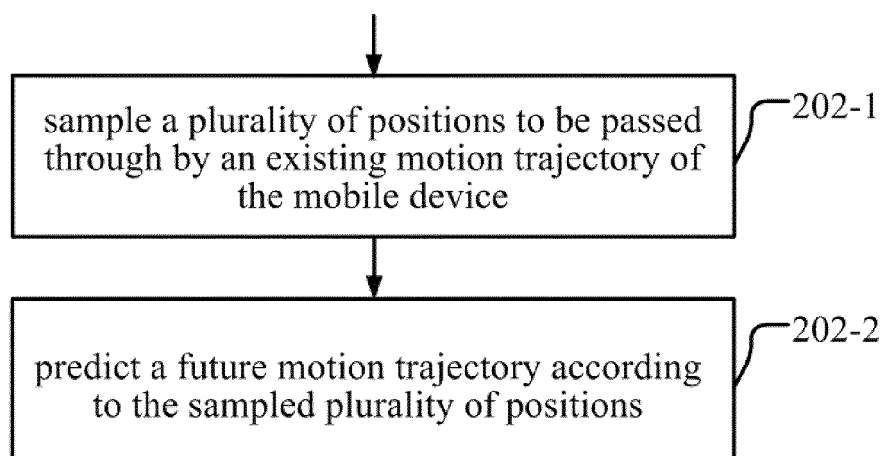 sample a plurality of positions to be passed
through by an existing motion trajectory of
the mobile device
202-1
predict a future motion trajectory according
to the sampled plurality of positions
202-2